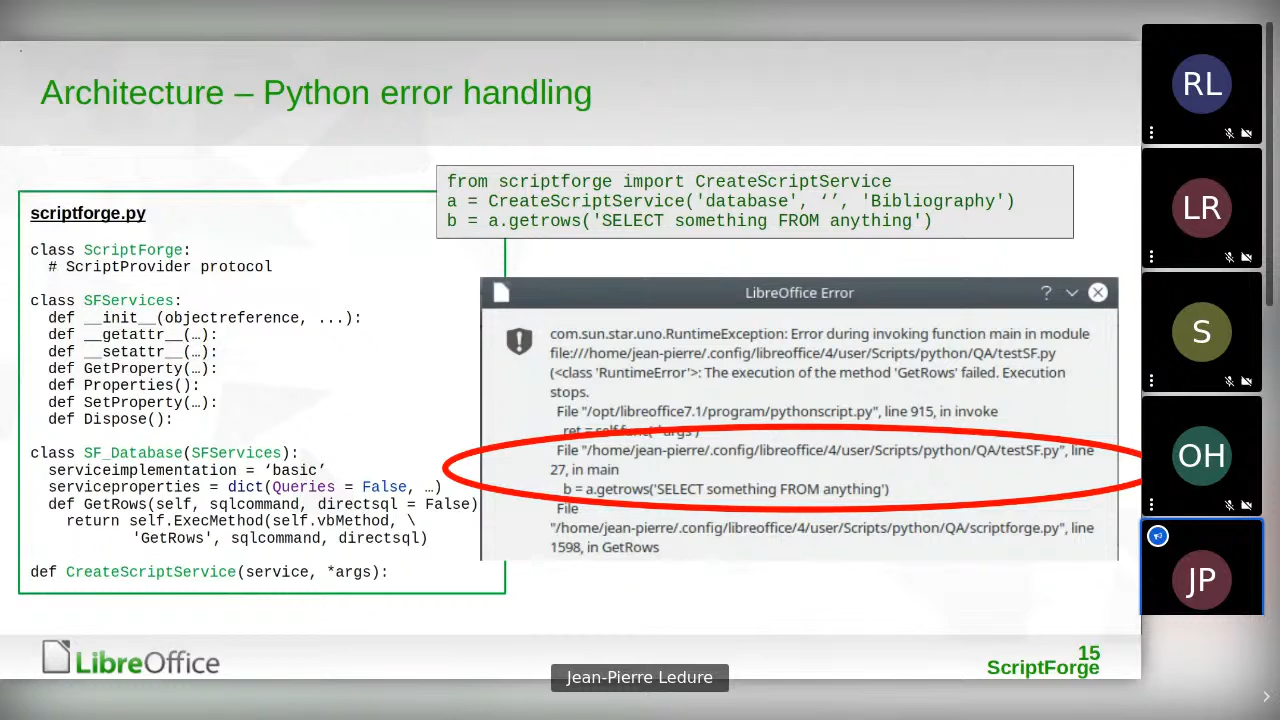 Architecture – Python error handling
from scriptforge import CreateScriptService
a = CreateScriptService('database', ‘’, 'Bibliography')
b = a.getrows('SELECT something FROM anything')
scriptforge.py
class ScriptForge:
# ScriptProvider protocol
class SFServices:
def __init__(objectreference, ...):
def __getattr__(…):
def __setattr__(…):
def GetProperty(…):
def Properties():
def SetProperty(…):
def Dispose():
class SF_Database(SFServices):
serviceimplementation = ‘basic’
serviceproperties = dict(Queries = False, …)
def GetRows(self, sqlcommand, directsql = False)
return self.ExecMethod(self.vbMethod, \
'GetRows', sqlcommand, directsql)
def CreateScriptService(service, *args):
LibreOffice Error
com.sun.star.uno.RuntimeException: Error during invoking function main in module
file:///home/jean-pierre/.config/libreoffice/4/user/Scripts/python/QA/testSF.py
(<class 'RuntimeError'>: The execution of the method 'GetRows' failed. Execution
stops.
File "/opt/libreoffice7.1/program/pythonscript.py", line 915, in invoke
ret = self.func(*args)
File "/home/jean-pierre/.config/libreoffice/4/user/Scripts/python/QA/testSF.py", line
27, in main
b = a.getrows('SELECT something FROM anything')
File
"/home/jean-pierre/.config/libreoffice/4/user/Scripts/python/QA/scriptforge.py", line
1598, in GetRows
LibreOffice
15
ScriptForge
Jean-Pierre Ledure
RL
LR
S
OH
JP